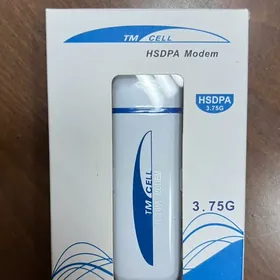 TM CELL
HSDPA Modem
HSDPA
3.75G
3.75G
TM CELL